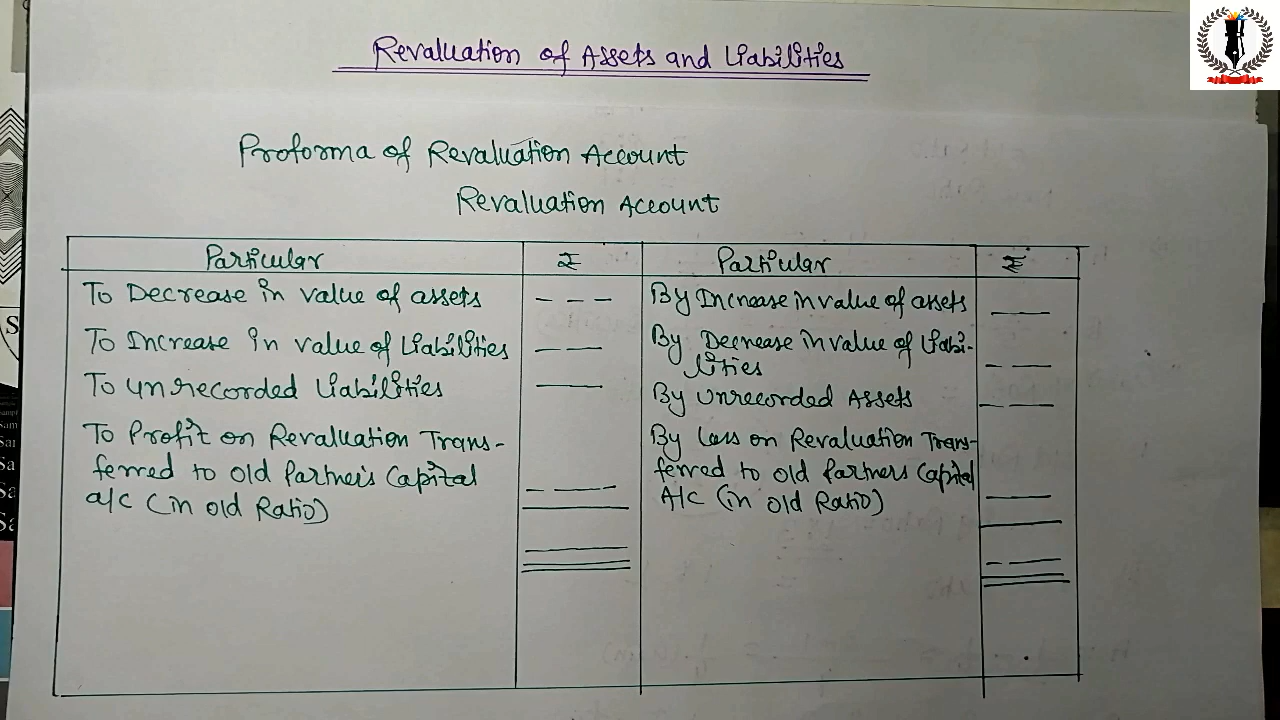 Revaluation of Assets and Liabilities
Proforma of Revaluation Account
Revaluation Account
Particular ₹ Particular ₹
To Decrease in value of assets --- By Increase in value of assets
To Increase in value of Liabilities By Decrease in value of Liabi-
lities
To unrecorded Liabilities By Unrecorded Assets
To Profit on Revaluation Trans- By Loss on Revaluation Trans-
ferred to old Partner's Capital ferred to old Partners Capital
a/c (in old Ratio) A/c (in old Ratio)